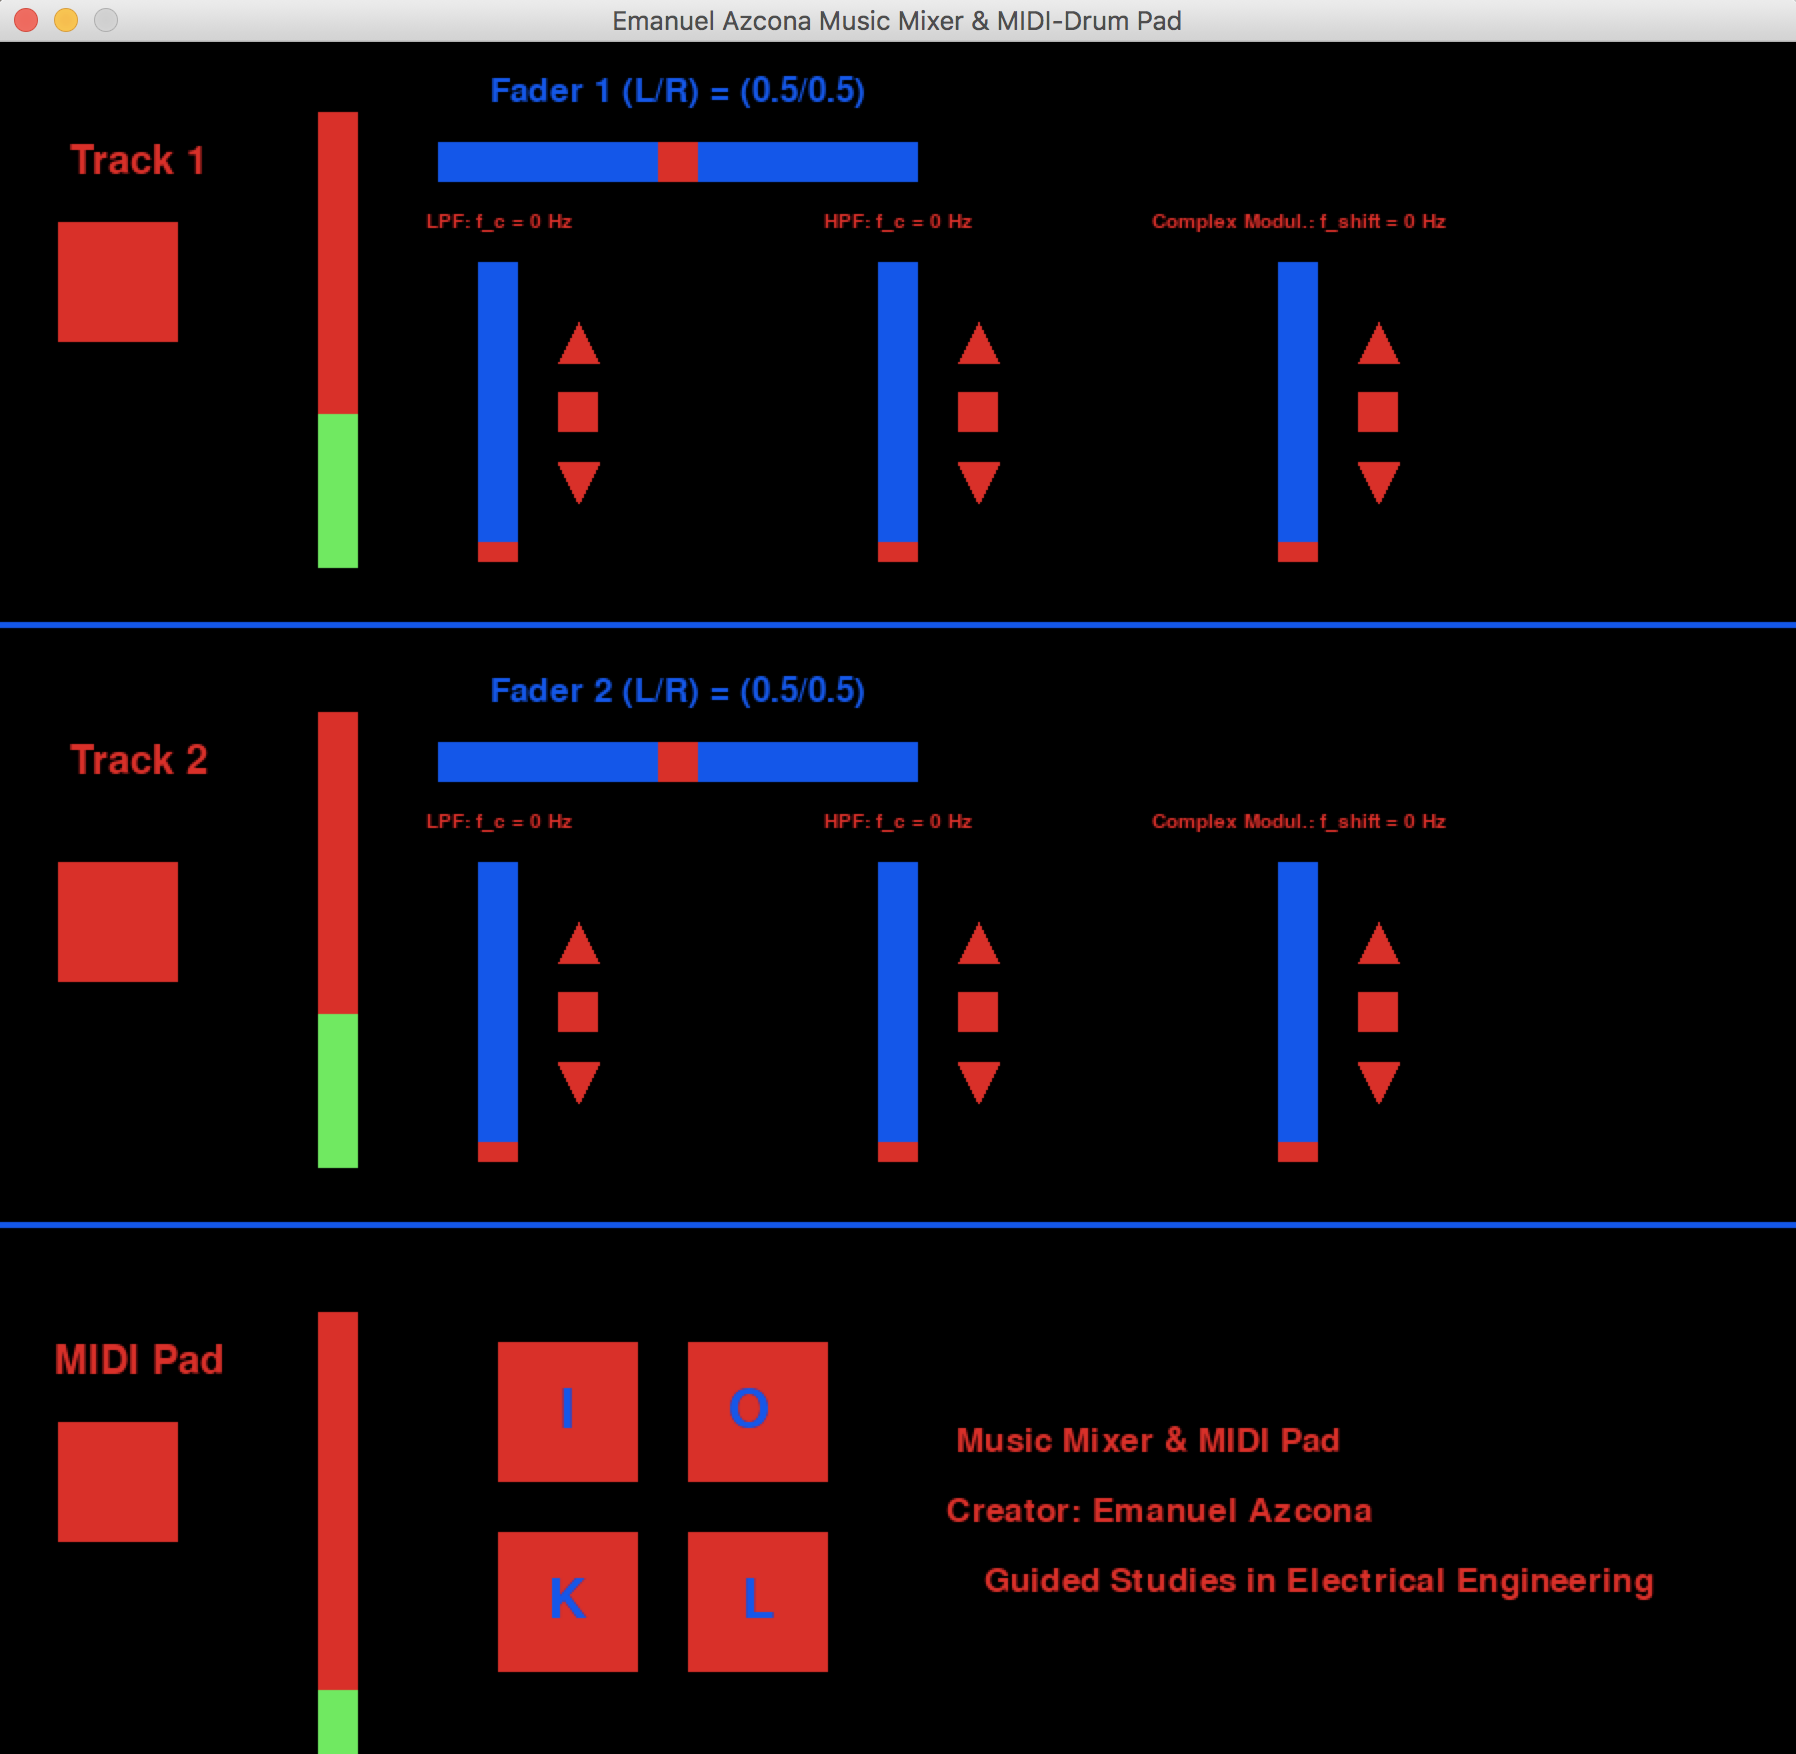 Emanuel Azcona Music Mixer & MIDI-Drum Pad
Fader 1 (L/R) = (0.5/0.5)
Track 1
LPF: f_c = 0 Hz
HPF: f_c = 0 Hz
Complex Modul.: f_shift = 0 Hz
Fader 2 (L/R) = (0.5/0.5)
Track 2
LPF: f_c = 0 Hz
HPF: f_c = 0 Hz
Complex Modul.: f_shift = 0 Hz
MIDI Pad
I
O
K
L
Music Mixer & MIDI Pad
Creator: Emanuel Azcona
Guided Studies in Electrical Engineering